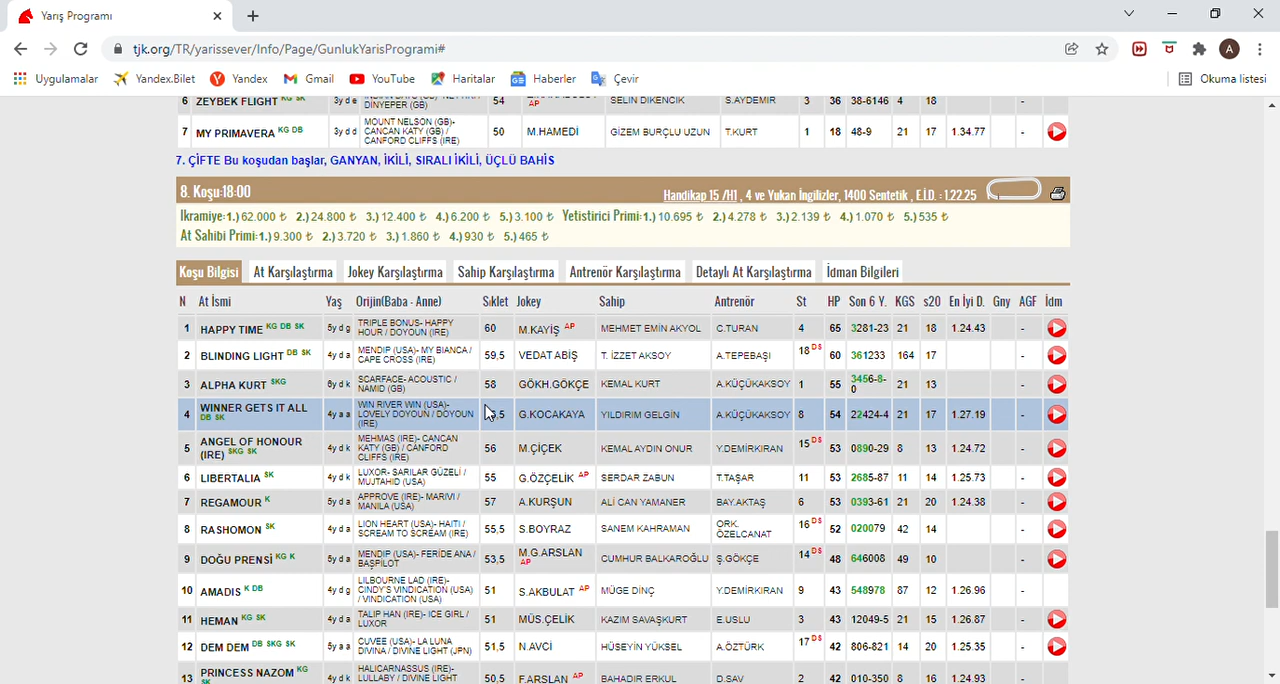 Yarış Programı
tjk.org/TR/yarissever/Info/Page/GunlukYarisProgrami#
A
Uygulamalar Yandex.Bilet Yandex Gmail YouTube Haritalar Haberler Çevir Okuma listesi
6 ZEYBEK FLIGHT KG SK 3y d e DINYEPER (GB) 54 AP SELİN DİKENCİK S.AYDEMİR 3 36 38-6146 4 18 -
7 MY PRIMAVERA KG DB 3y d d MOUNT NELSON (GB)- CANCAN KATY (GB) / CANFORD CLIFFS (IRE) 50 M.HAMEDİ GİZEM BURÇLU UZUN T.KURT 1 18 48-9 21 17 1.34.77 -
7. ÇİFTE Bu koşudan başlar, GANYAN, İKİLİ, SIRALI İKİLİ, ÜÇLÜ BAHİS
8. Koşu:18:00 Handikap 15 /H1 , 4 ve Yukarı İngilizler, 1400 Sentetik , E.İ.D. : 1.22.25
İkramiye: 1.) 62.000 ₺ 2.) 24.800 ₺ 3.) 12.400 ₺ 4.) 6.200 ₺ 5.) 3.100 ₺ Yetiştirici Primi: 1.) 10.695 ₺ 2.) 4.278 ₺ 3.) 2.139 ₺ 4.) 1.070 ₺ 5.) 535 ₺
At Sahibi Primi: 1.) 9.300 ₺ 2.) 3.720 ₺ 3.) 1.860 ₺ 4.) 930 ₺ 5.) 465 ₺
Koşu Bilgisi At Karşılaştırma Jokey Karşılaştırma Sahip Karşılaştırma Antrenör Karşılaştırma Detaylı At Karşılaştırma İdman Bilgileri
N At İsmi Yaş Orijin(Baba - Anne) Sıklet Jokey Sahip Antrenör St HP Son 6 Y. KGS s20 En İyi D. Gny AGF İdm
1 HAPPY TIME KG DB SK 5y d g TRIPLE BONUS- HAPPY HOUR / DOYOUN (IRE) 60 M.KAYİŞ AP MEHMET EMİN AKYOL C.TURAN 4 65 3281-23 21 18 1.24.43 -
2 BLINDING LIGHT DB SK 4y d a MENDIP (USA)- MY BIANCA / CAPE CROSS (IRE) 59,5 VEDAT ABİŞ T. İZZET AKSOY A.TEPEBAŞI 18 DS 60 361233 164 17 -
3 ALPHA KURT SKG 6y d k SCARFACE- ACOUSTIC / NAMID (GB) 58 GÖKH.GÖKÇE KEMAL KURT A.KÜÇÜKAKSOY 1 55 3456-8-0 21 13 -
4 WINNER GETS IT ALL DB SK 4y a a WIN RIVER WIN (USA)- LOVELY DOYOUN / DOYOUN (IRE) ,5 G.KOCAKAYA YILDIRIM GELGİN A.KÜÇÜKAKSOY 8 54 22424-4 21 17 1.27.19 -
5 ANGEL OF HONOUR (IRE) SKG SK 4y d k MEHMAS (IRE)- CANCAN KATY (GB) / CANFORD CLIFFS (IRE) 56 M.ÇİÇEK KEMAL AYDIN ONUR Y.DEMİRKIRAN 15 DS 53 0890-29 8 13 1.24.72 -
6 LIBERTALIA SK 4y d k LUXOR- SARILAR GÜZELİ / MUJTAHID (USA) 55 G.ÖZÇELİK AP SERDAR ZABUN T.TAŞAR 11 53 2685-87 11 14 1.25.73 -
7 REGAMOUR K 5y d a APPROVE (IRE)- MARIVI / MANILA (USA) 57 A.KURŞUN ALİ CAN YAMANER BAY.AKTAŞ 6 53 0393-61 21 20 1.24.38 -
8 RASHOMON SK 4y d a LION HEART (USA)- HAITI / SCREAM TO SCREAM (IRE) 55,5 S.BOYRAZ SANEM KAHRAMAN ORK. ÖZELCANAT 16 DS 52 020079 42 14 -
9 DOĞU PRENSİ KG K 5y d a MENDIP (USA)- FERİDE ANA / BAŞPİLOT 53,5 M.G.ARSLAN AP CUMHUR BALKAROĞLU Ş.GÖKÇE 14 DS 48 646008 49 10 -
10 AMADIS K DB 4y d g LILBOURNE LAD (IRE)- CINDY'S VINDICATION (USA) / VINDICATION (USA) 51 S.AKBULAT AP MÜGE DİNÇ Y.DEMİRKIRAN 9 43 548978 87 12 1.26.96 -
11 HEMAN KG SK 4y d a TALIP HAN (IRE)- ICE GIRL / LUXOR 51 MÜS.ÇELİK KAZIM SAVAŞKURT E.USLU 3 43 12049-5 21 15 1.26.87 -
12 DEM DEM DB SKG SK 5y a a CUVEE (USA)- LA LUNA DIVINA / DIVINE LIGHT (JPN) 51,5 N.AVCİ HÜSEYİN YÜKSEL A.ÖZTÜRK 17 DS 42 806-821 14 20 1.25.35 -
13 PRINCESS NAZOM KG SK 4y d k HALICARNASSUS (IRE)- LULLABY / DIVINE LIGHT 50,5 F.ARSLAN AP BAHADIR ERKUL D.SAV 2 42 010-350 8 16 1.24.93 -